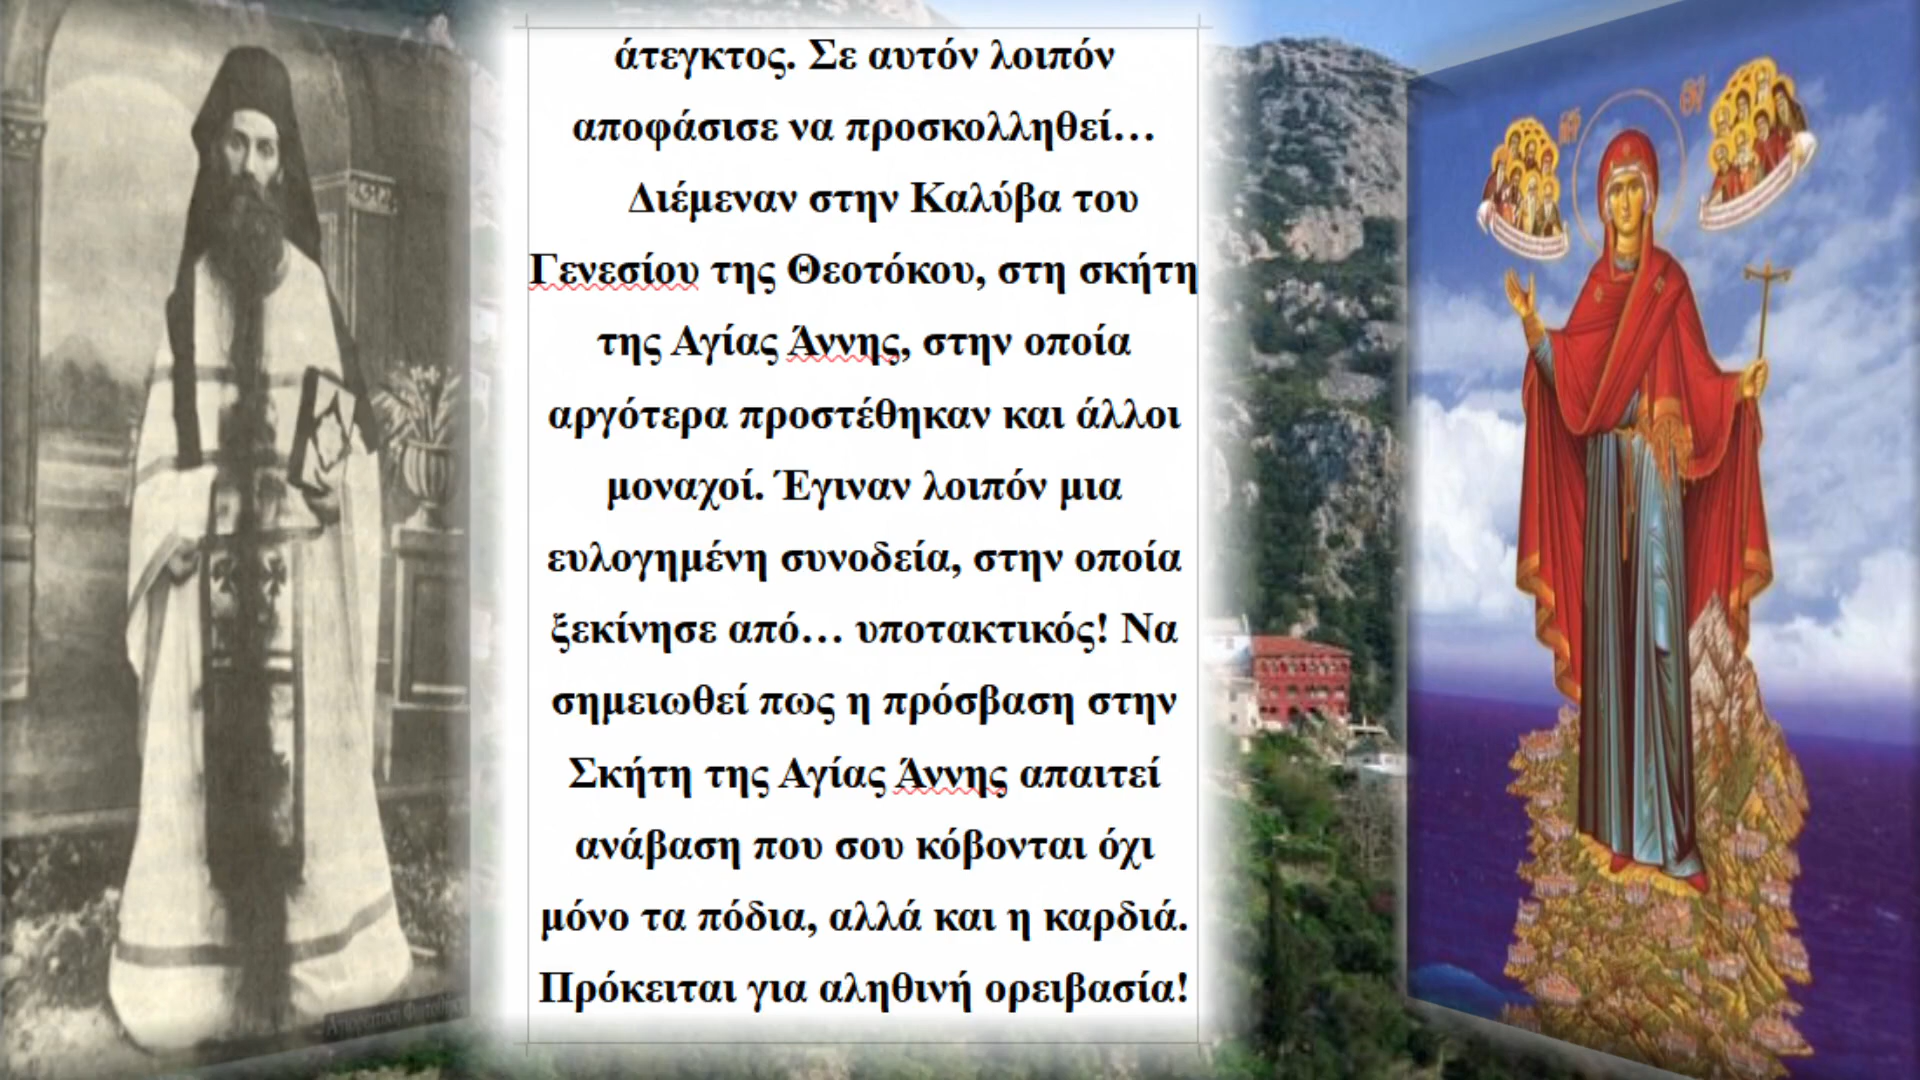 άτεγκτος. Σε αυτόν λοιπόν
αποφάσισε να προσκολληθεί…
Διέμεναν στην Καλύβα του
Γενεσίου της Θεοτόκου, στη σκήτη
της Αγίας Άννης, στην οποία
αργότερα προστέθηκαν και άλλοι
μοναχοί. Έγιναν λοιπόν μια
ευλογημένη συνοδεία, στην οποία
ξεκίνησε από… υποτακτικός! Να
σημειωθεί πως η πρόσβαση στην
Σκήτη της Αγίας Άννης απαιτεί
ανάβαση που σου κόβονται όχι
μόνο τα πόδια, αλλά και η καρδιά.
Πρόκειται για αληθινή ορειβασία!